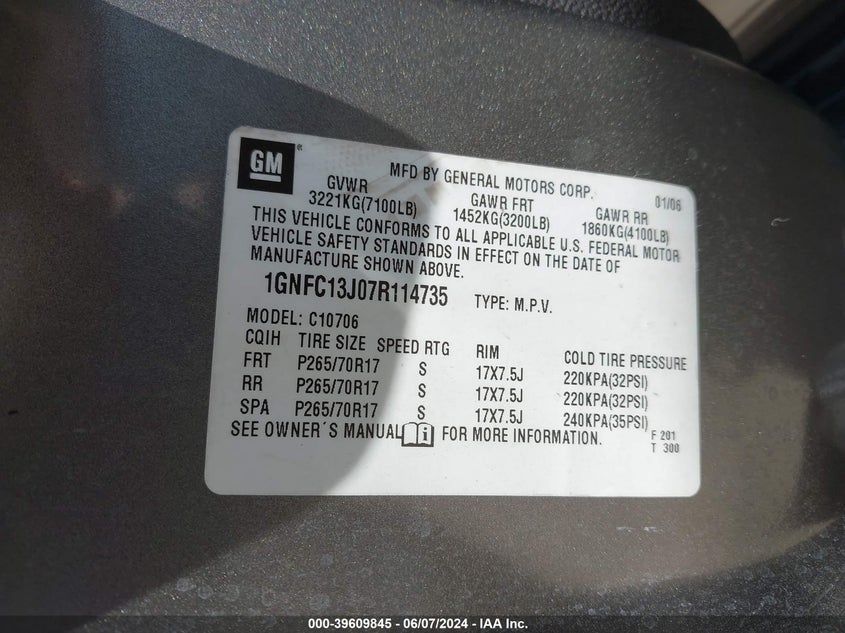 GM ® MFD BY GENERAL MOTORS CORP. 01/06
GVWR GAWR FRT GAWR RR
3221KG(7100LB) 1452KG(3200LB) 1860KG(4100LB)
THIS VEHICLE CONFORMS TO ALL APPLICABLE U.S. FEDERAL MOTOR
VEHICLE SAFETY STANDARDS IN EFFECT ON THE DATE OF
MANUFACTURE SHOWN ABOVE.
1GNFC13J07R114735 TYPE: M.P.V.
MODEL: C10706
CQIH TIRE SIZE SPEED RTG RIM COLD TIRE PRESSURE
FRT P265/70R17 S 17X7.5J 220KPA(32PSI)
RR P265/70R17 S 17X7.5J 220KPA(32PSI)
SPA P265/70R17 S 17X7.5J 240KPA(35PSI)
SEE OWNER´S MANUAL i FOR MORE INFORMATION. F 201
T 300
000-39609845 - 06/07/2024 - IAA Inc.